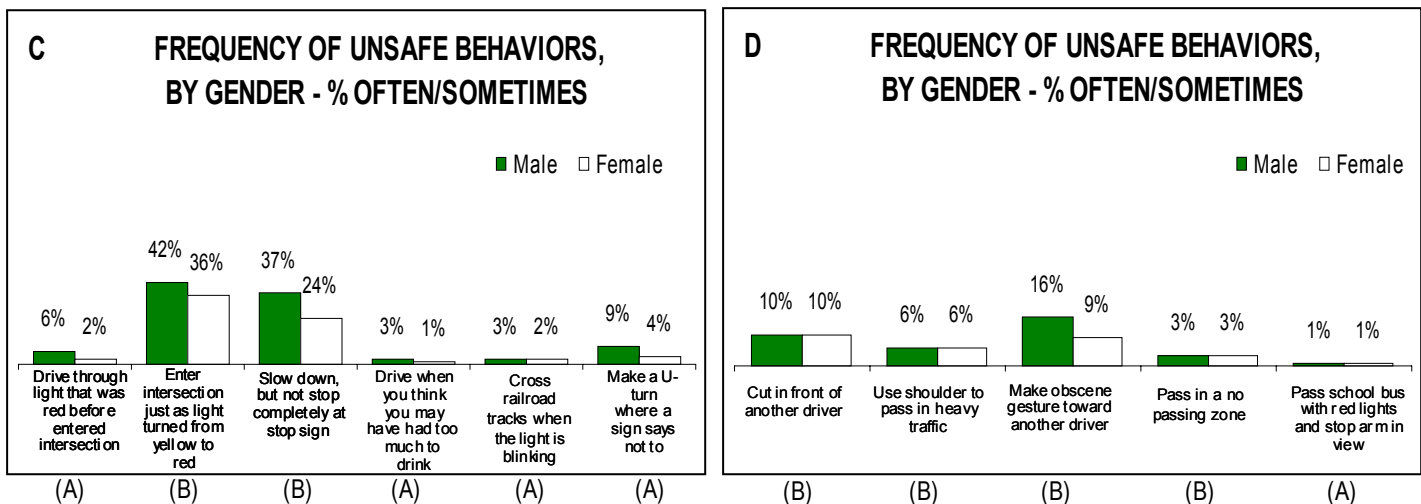 C FREQUENCY OF UNSAFE BEHAVIORS,
BY GENDER - % OFTEN/SOMETIMES
Male Female
42% 36% 37% 24%
6% 2% 3% 1% 3% 2% 9% 4%
Drive through
light that was
red before
entered
intersection
Enter
intersection
just as light
turned from
yellow to
red
Slow down,
but not stop
completely at
stop sign
Drive when
you think
you may
have had too
much to
drink
Cross
railroad
tracks when
the light is
blinking
Make a U-
turn
where a
sign says
not to
(A) (B) (B) (A) (A) (A)
D FREQUENCY OF UNSAFE BEHAVIORS,
BY GENDER - % OFTEN/SOMETIMES
Male Female
10% 10% 6% 6% 16% 9% 3% 3% 1% 1%
Cut in front of
another driver
Use shoulder to
pass in heavy
traffic
Make obscene
gesture toward
another driver
Pass in a no
passing zone
Pass school bus
with red lights
and stop arm in
view
(B) (B) (B) (B) (A)